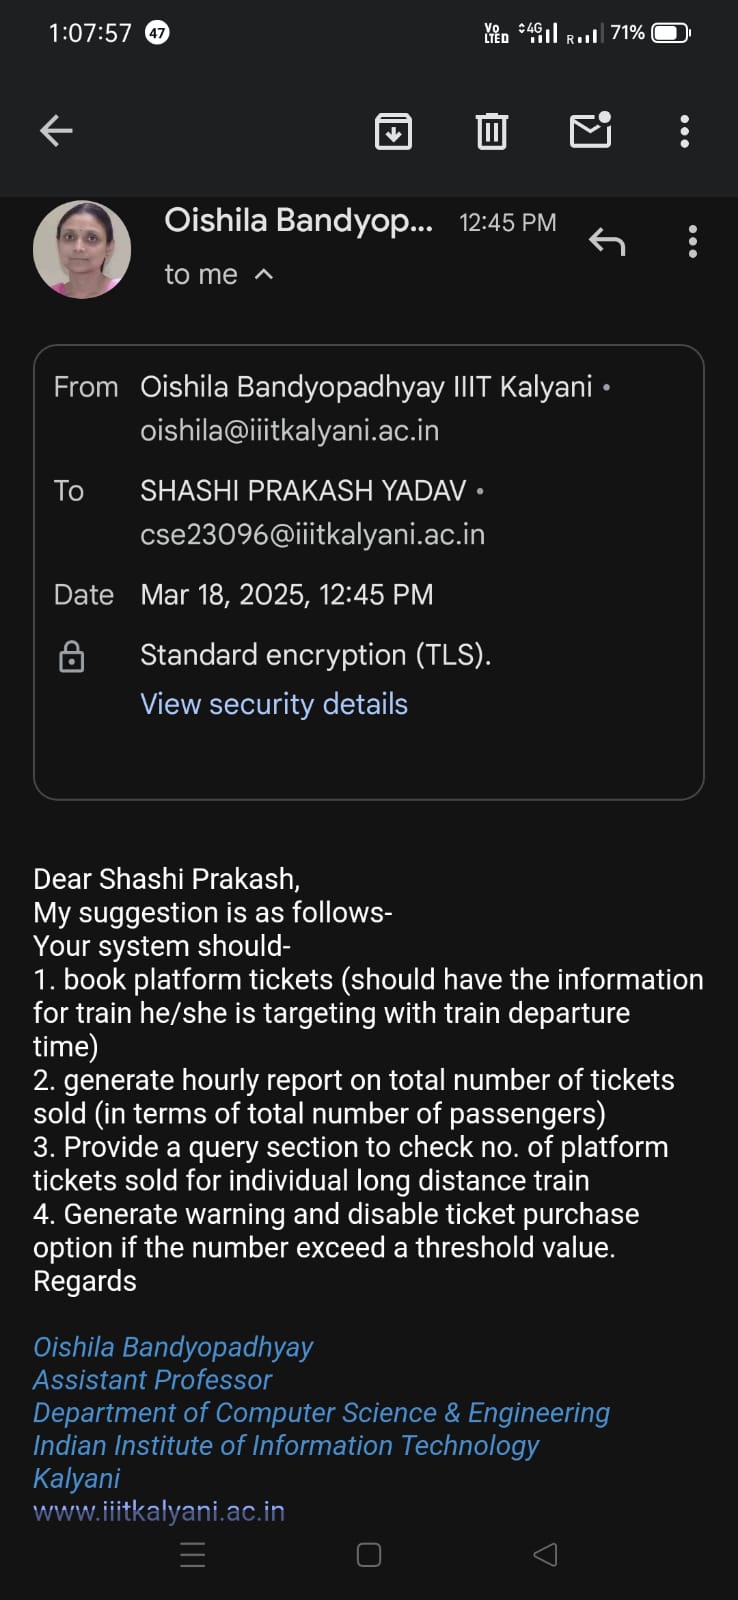 1:07:57 47 Vo LTED 4G R 71%
Oishila Bandyop... 12:45 PM
to me
From Oishila Bandyopadhyay IIIT Kalyani •
oishila@iiitkalyani.ac.in
To SHASHI PRAKASH YADAV •
cse23096@iiitkalyani.ac.in
Date Mar 18, 2025, 12:45 PM
Standard encryption (TLS).
View security details
Dear Shashi Prakash,
My suggestion is as follows-
Your system should-
1. book platform tickets (should have the information
for train he/she is targeting with train departure
time)
2. generate hourly report on total number of tickets
sold (in terms of total number of passengers)
3. Provide a query section to check no. of platform
tickets sold for individual long distance train
4. Generate warning and disable ticket purchase
option if the number exceed a threshold value.
Regards
Oishila Bandyopadhyay
Assistant Professor
Department of Computer Science & Engineering
Indian Institute of Information Technology
Kalyani
www.iiitkalyani.ac.in